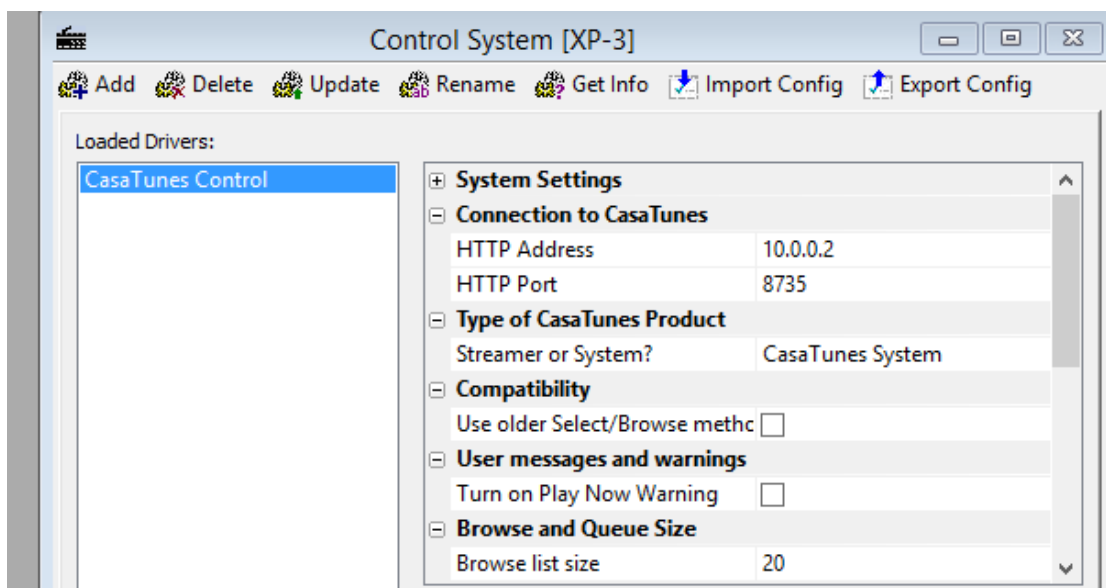 Control System [XP-3]
Add Delete Update Rename Get Info Import Config Export Config
Loaded Drivers:
CasaTunes Control
System Settings
Connection to CasaTunes
HTTP Address 10.0.0.2
HTTP Port 8735
Type of CasaTunes Product
Streamer or System? CasaTunes System
Compatibility
Use older Select/Browse methc
User messages and warnings
Turn on Play Now Warning
Browse and Queue Size
Browse list size 20